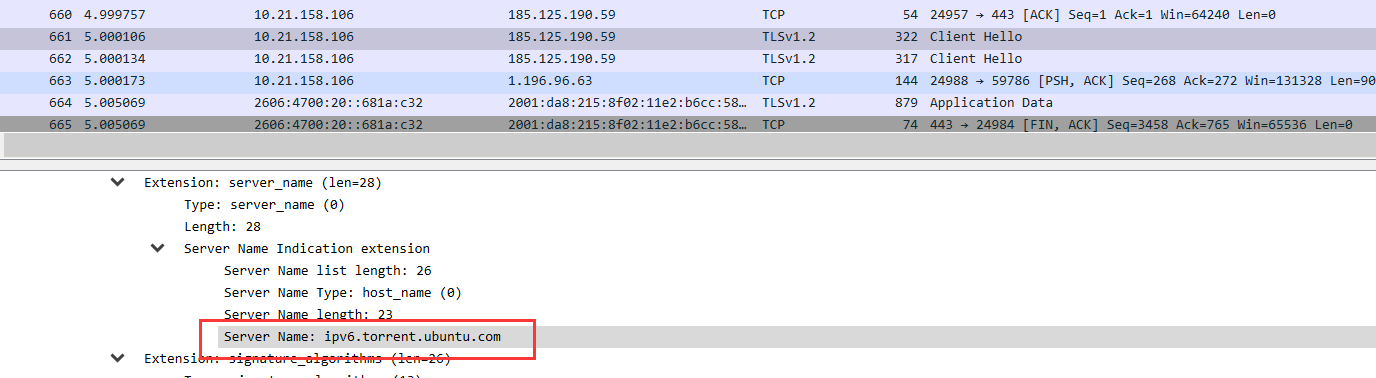 660 4.999757 10.21.158.106 185.125.190.59 TCP 54 24957 → 443 [ACK] Seq=1 Ack=1 Win=64240 Len=0
661 5.000106 10.21.158.106 185.125.190.59 TLSv1.2 322 Client Hello
662 5.000134 10.21.158.106 185.125.190.59 TLSv1.2 317 Client Hello
663 5.000173 10.21.158.106 1.196.96.63 TCP 144 24988 → 59786 [PSH, ACK] Seq=268 Ack=272 Win=131328 Len=90
664 5.005069 2606:4700:20::681a:c32 2001:da8:215:8f02:11e2:b6cc:58… TLSv1.2 879 Application Data
665 5.005069 2606:4700:20::681a:c32 2001:da8:215:8f02:11e2:b6cc:58… TCP 74 443 → 24984 [FIN, ACK] Seq=3458 Ack=765 Win=65536 Len=0
Extension: server_name (len=28)
Type: server_name (0)
Length: 28
Server Name Indication extension
Server Name list length: 26
Server Name Type: host_name (0)
Server Name length: 23
Server Name: ipv6.torrent.ubuntu.com
Extension: signature_algorithms (len=26)